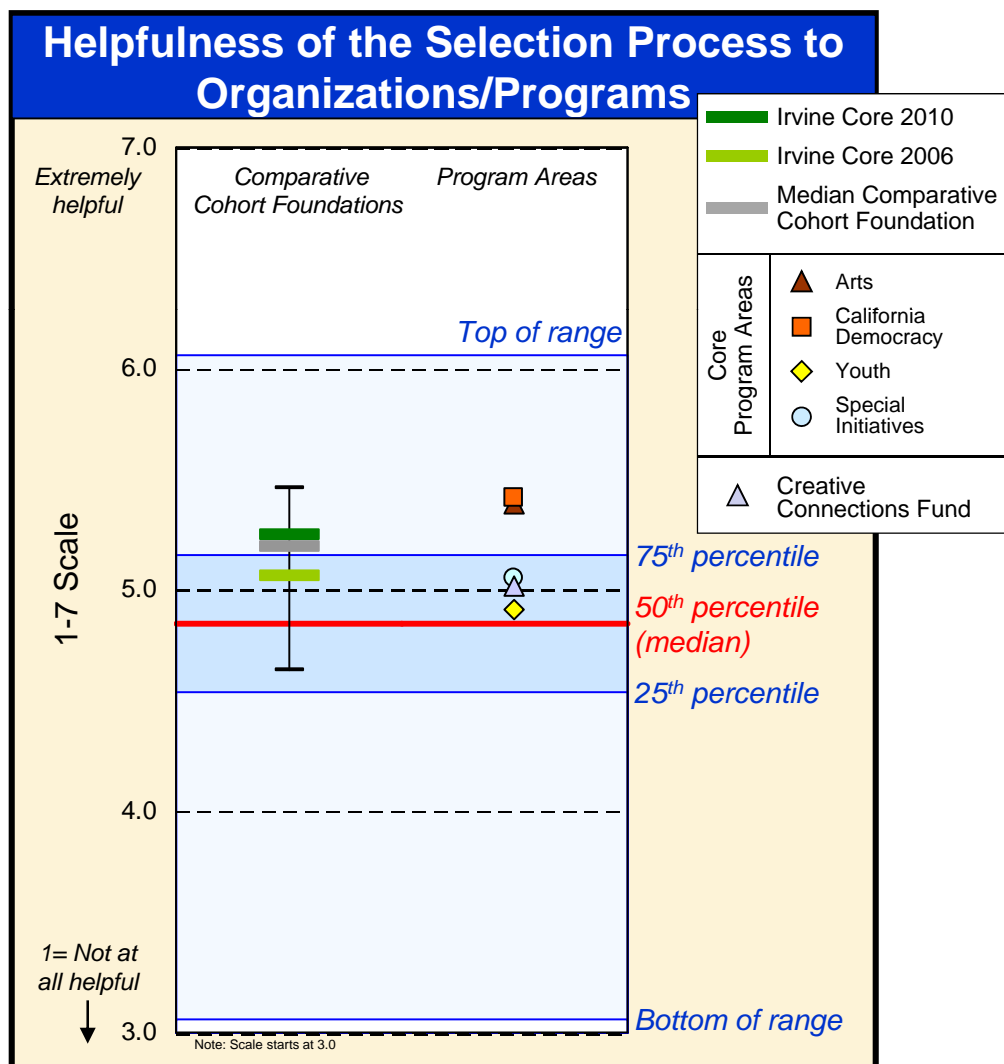 Helpfulness of the Selection Process to
Organizations/Programs
Irvine Core 2010
Irvine Core 2006
Median Comparative
Cohort Foundation
Core
Program Areas
Arts
California
Democracy
Youth
Special
Initiatives
Creative
Connections Fund
7.0
Extremely
helpful
Comparative
Cohort Foundations
Program Areas
Top of range
6.0
1-7 Scale
75th percentile
5.0
50th percentile
(median)
25th percentile
4.0
1= Not at
all helpful
3.0
Bottom of range
Note: Scale starts at 3.0